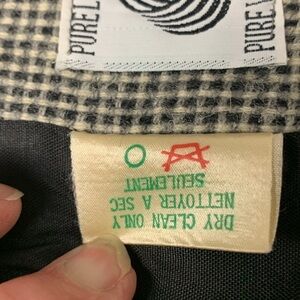 PURE
PURE
DRY CLEAN ONLY
NETTOYER A SEC
SEULEMENT